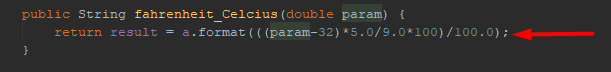 public String fahrenheit_Celcius(double param) {
return result = a.format(((param-32)*5.0/9.0*100)/100.0);
}